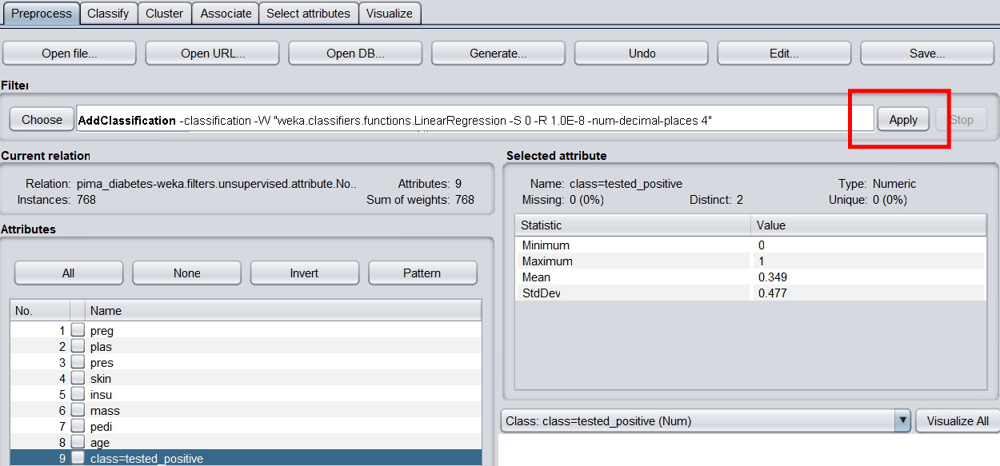 Preprocess Classify Cluster Associate Select attributes Visualize
Open file... Open URL... Open DB... Generate... Undo Edit... Save...
Filter
Choose AddClassification -classification -W "weka.classifiers.functions.LinearRegression -S 0 -R 1.0E-8 -num-decimal-places 4" Apply Stop
Current relation
Relation: pima_diabetes-weka.filters.unsupervised.attribute.No.. Attributes: 9
Instances: 768 Sum of weights: 768
Attributes
All None Invert Pattern
No. Name
1 preg
2 plas
3 pres
4 skin
5 insu
6 mass
7 pedi
8 age
9 class=tested_positive
Selected attribute
Name: class=tested_positive Type: Numeric
Missing: 0 (0%) Distinct: 2 Unique: 0 (0%)
Statistic Value
Minimum 0
Maximum 1
Mean 0.349
StdDev 0.477
Class: class=tested_positive (Num) Visualize All